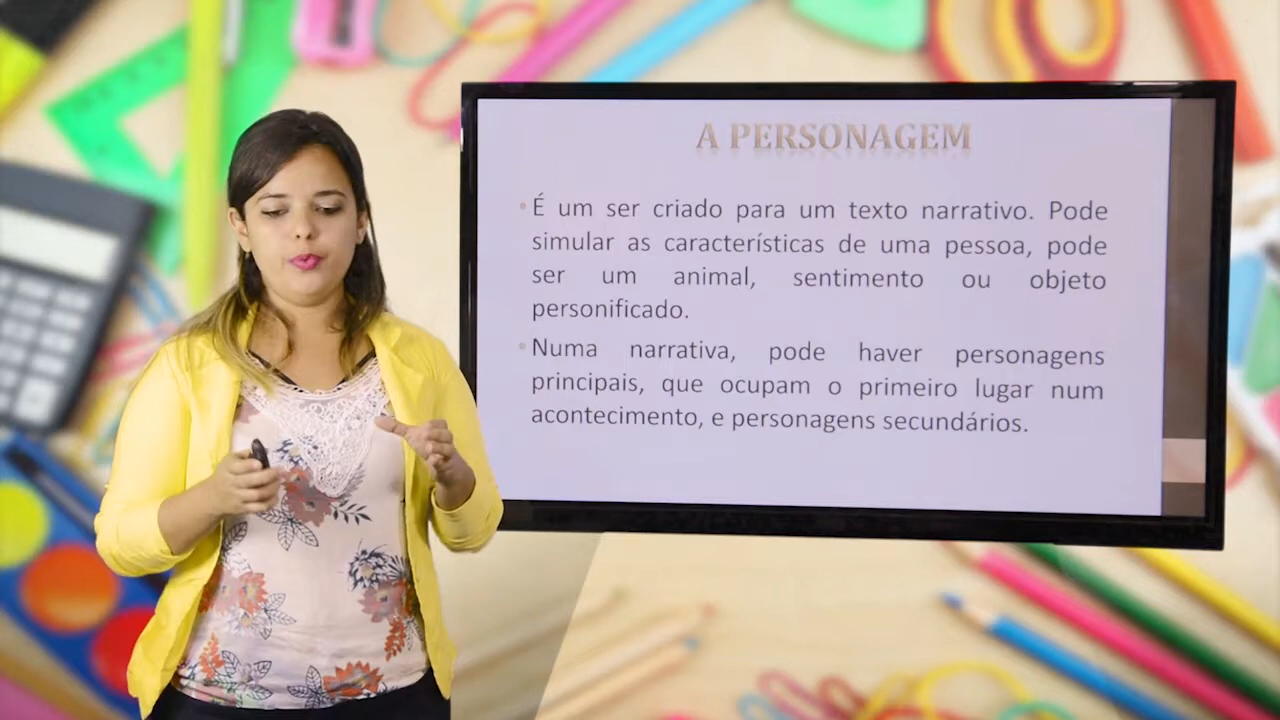 A PERSONAGEM
• É um ser criado para um texto narrativo. Pode
simular as características de uma pessoa, pode
ser um animal, sentimento ou objeto
personificado.
• Numa narrativa, pode haver personagens
principais, que ocupam o primeiro lugar num
acontecimento, e personagens secundários.